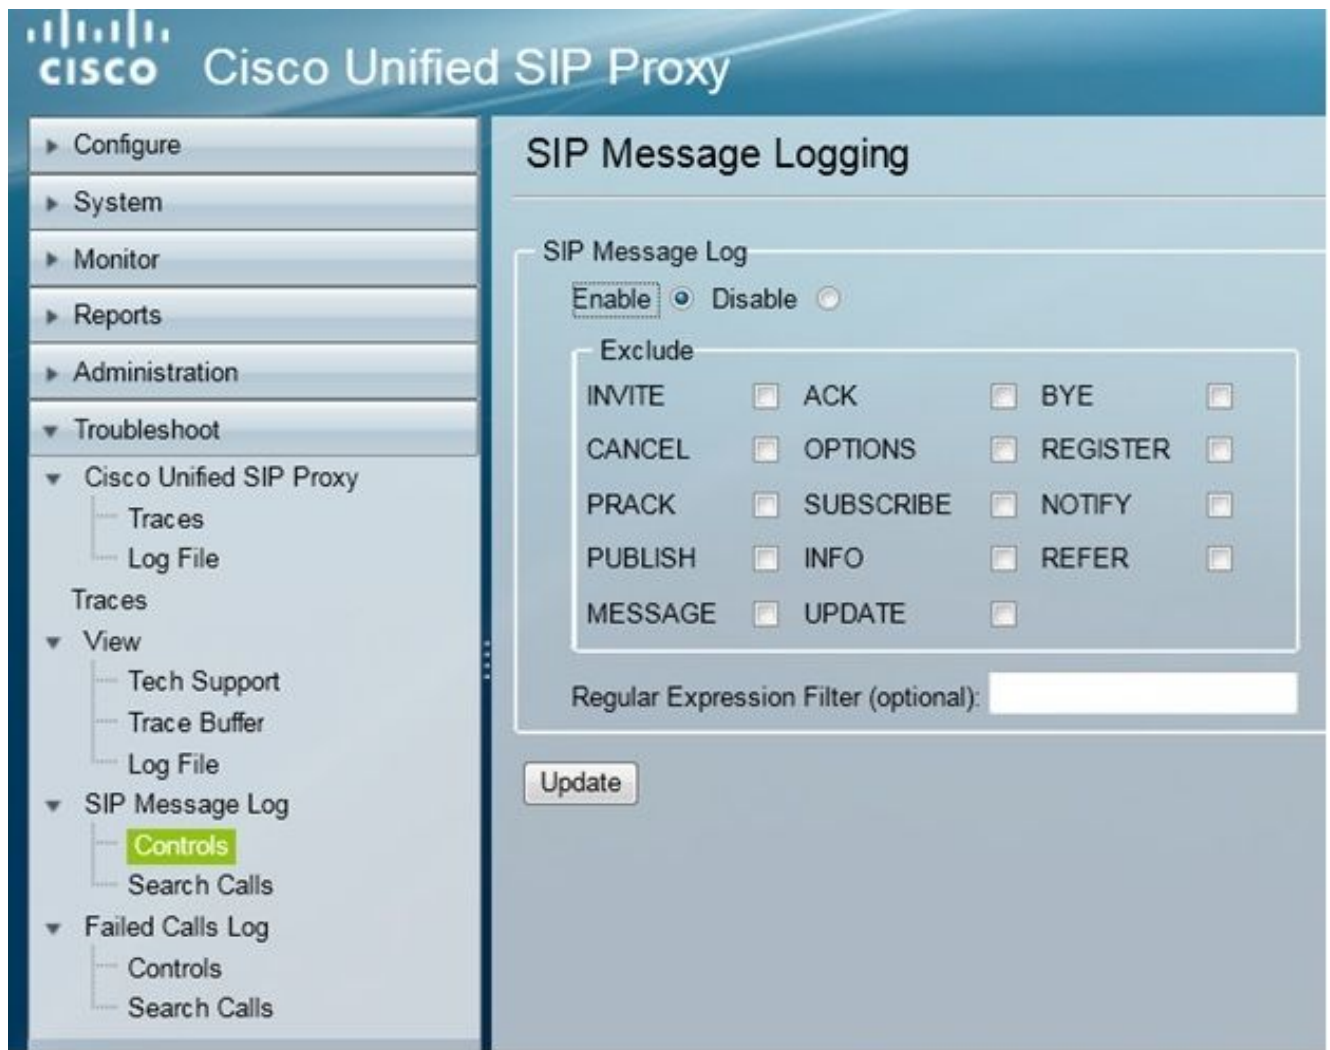 CISCO Cisco Unified SIP Proxy
Configure
System
Monitor
Reports
Administration
Troubleshoot
Cisco Unified SIP Proxy
Traces
Log File
Traces
View
Tech Support
Trace Buffer
Log File
SIP Message Log
Controls
Search Calls
Failed Calls Log
Controls
Search Calls
SIP Message Logging
SIP Message Log
Enable Disable
Exclude
INVITE ACK BYE
CANCEL OPTIONS REGISTER
PRACK SUBSCRIBE NOTIFY
PUBLISH INFO REFER
MESSAGE UPDATE
Regular Expression Filter (optional):
Update